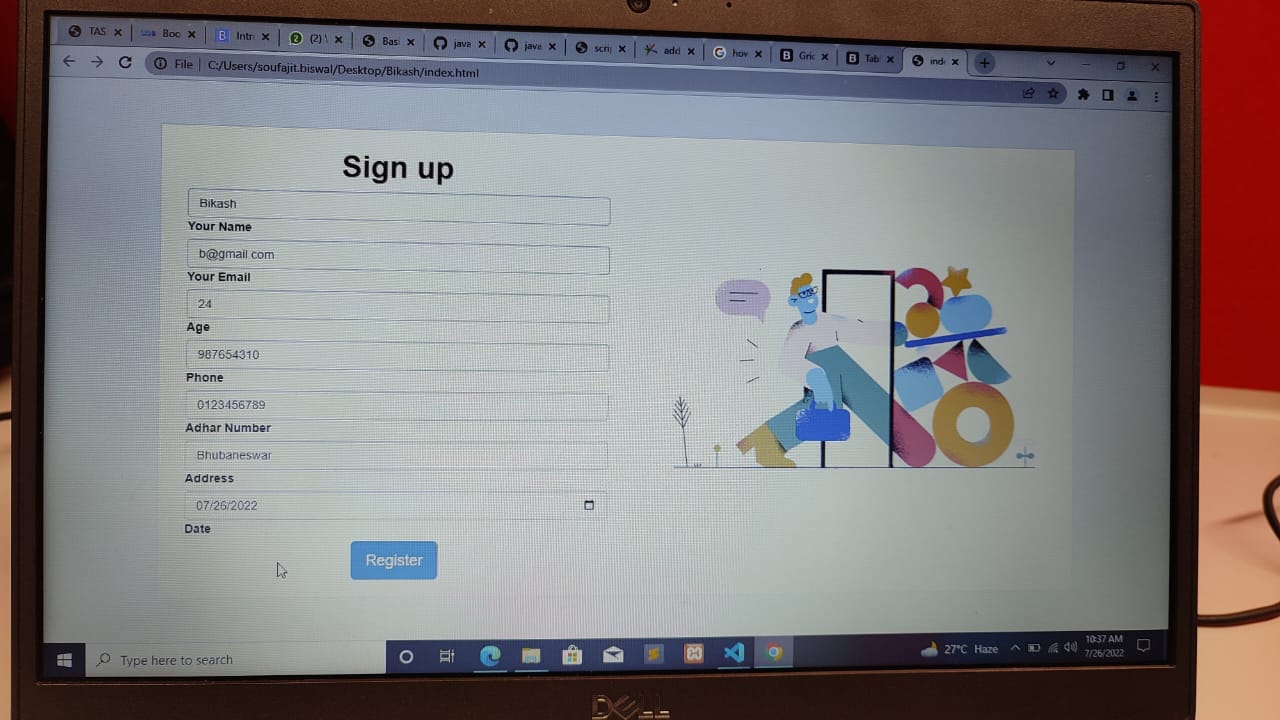 TAS
Boo
Intr
(2)
Basi
java
java
scri
add
hov
Gric
Tab
ind
File
C:/Users/soufajit.biswal/Desktop/Bikash/index.html
Sign up
Bikash
Your Name
b@gmail.com
Your Email
24
Age
987654310
Phone
0123456789
Adhar Number
Bhubaneswar
Address
07/26/2022
Date
Register
Type here to search
27°C Haze
10:37 AM
7/26/2022
DELL